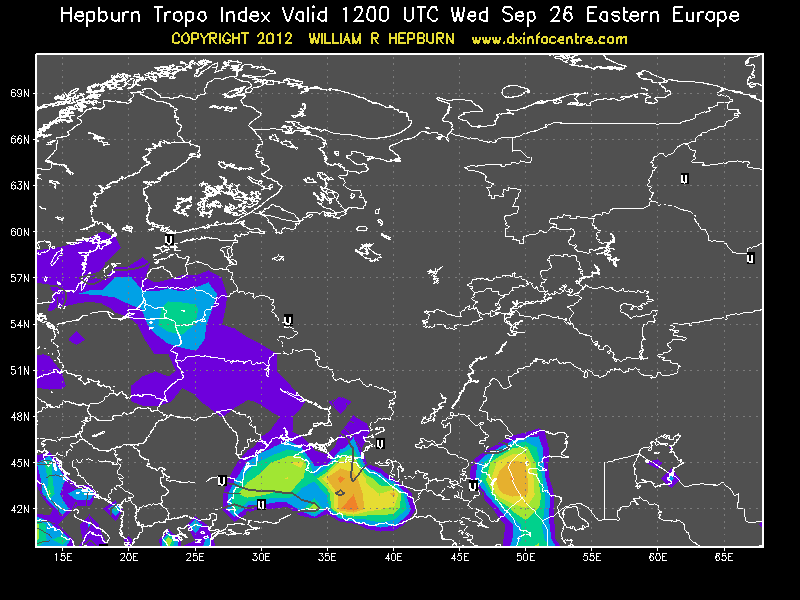 Hepburn Tropo Index Valid 1200 UTC Wed Sep 26 Eastern Europe
COPYRIGHT 2012 WILLIAM R HEPBURN www.dxinfocentre.com
69N
66N
63N
U
60N
U
U
57N
54N
U
51N
48N
U
45N
U
U
42N
U
15E 20E 25E 30E 35E 40E 45E 50E 55E 60E 65E